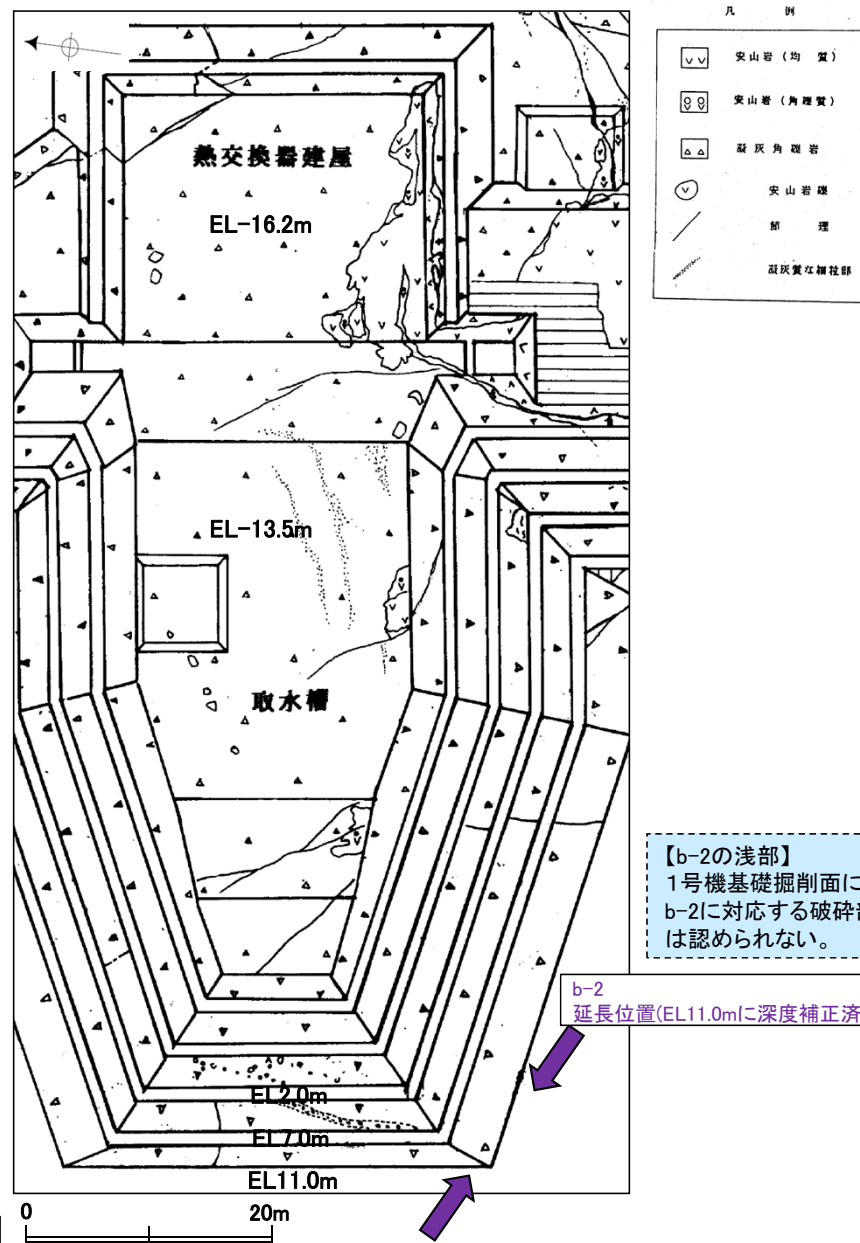 凡 例
安山岩（均 質）
安山岩（角礫質）
凝灰角礫岩
安山岩礫
節 理
凝灰質な細粒部
熱交換器建屋
EL-16.2m
EL-13.5m
取水槽
【b-2の浅部】
1号機基礎掘削面に
b-2に対応する破砕部
は認められない。
b-2
延長位置(EL11.0mに深度補正済
EL2.0m
EL7.0m
EL11.0m
0 20m